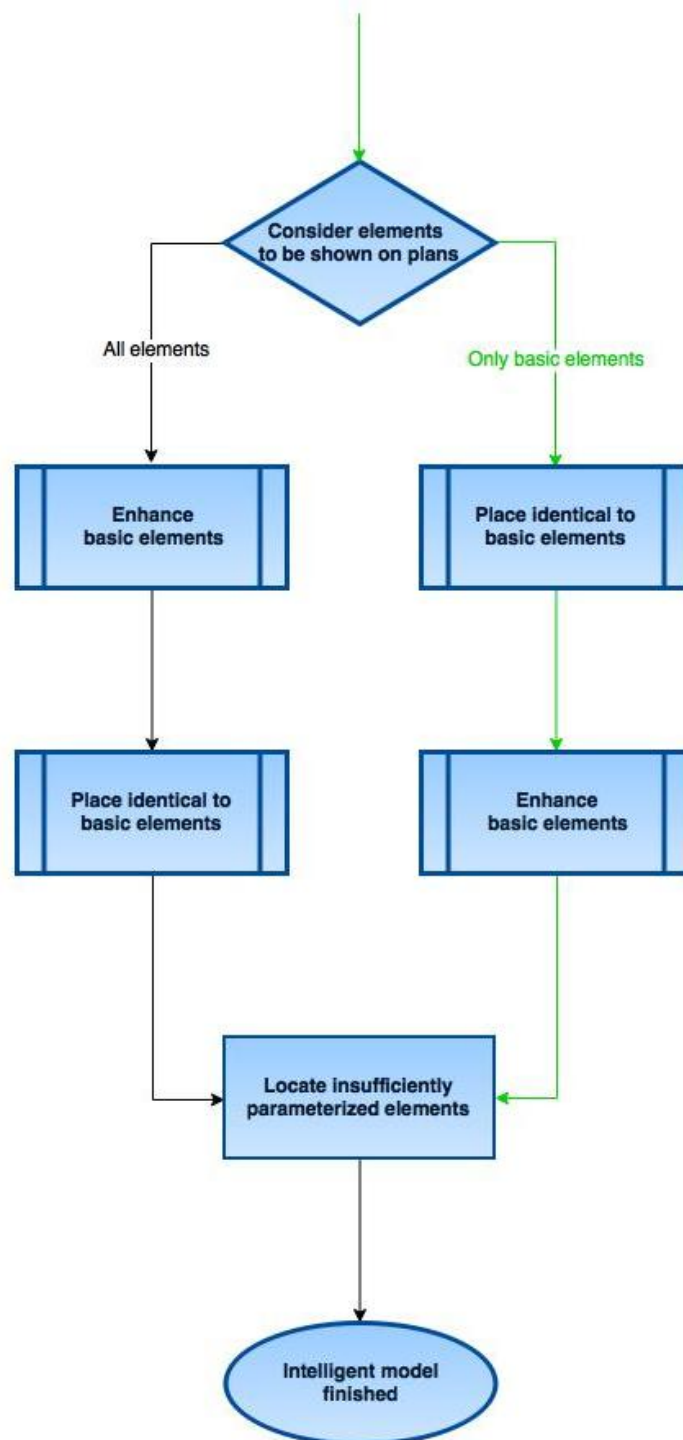 Consider elements
to be shown on plans
All elements
Only basic elements
Enhance
basic elements
Place identical to
basic elements
Place identical to
basic elements
Enhance
basic elements
Locate insufficiently
parameterized elements
Intelligent model
finished